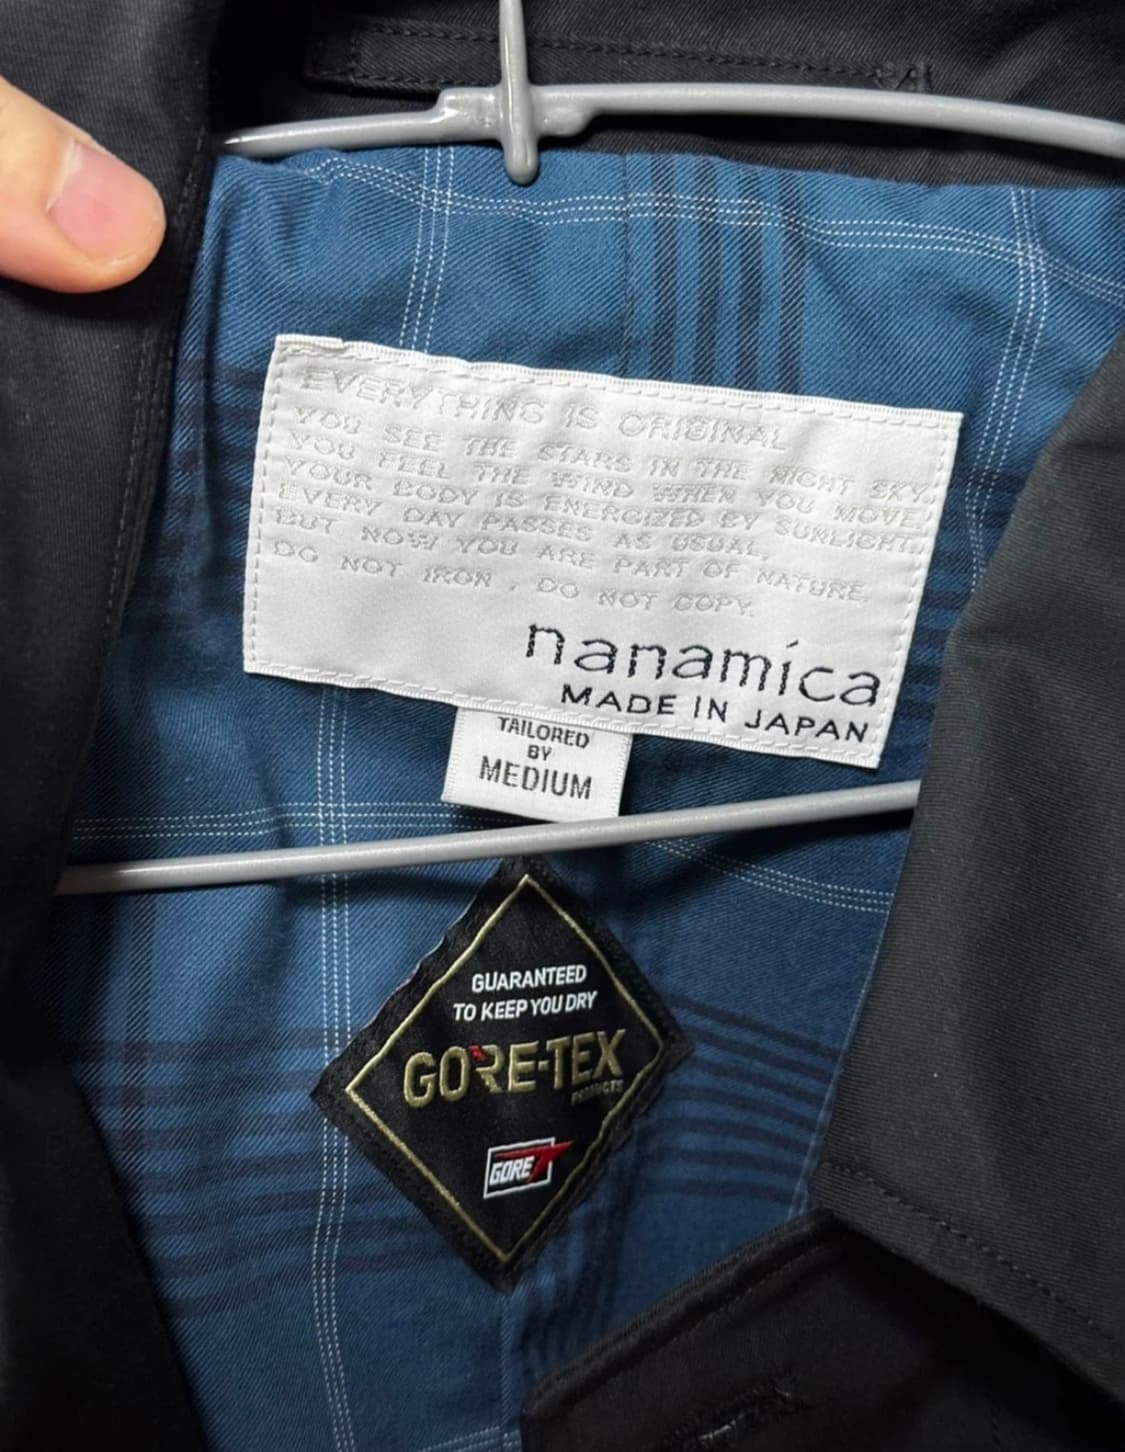 EVERYTHING IS ORIGINAL
YOU SEE THE STARS IN THE NIGHT SKY,
YOU FEEL THE WIND WHEN YOU MOVE,
YOUR BODY IS ENERGIZED BY SUNLIGHT.
EVERY DAY PASSES AS USUAL,
BUT NOW YOU ARE PART OF NATURE.
DO NOT IRON , DO NOT COPY.
nanamica
MADE IN JAPAN
TAILORED
BY
MEDIUM
GUARANTEED
TO KEEP YOU DRY
GORE-TEX
PRODUCTS
GORE